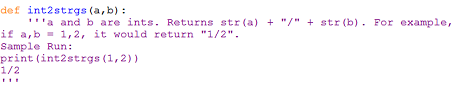 def int2strgs(a,b):
    '''a and b are ints. Returns str(a) + "/" + str(b). For example,
if a,b = 1,2, it would return "1/2".
Sample Run:
print(int2strgs(1,2))
1/2
'''